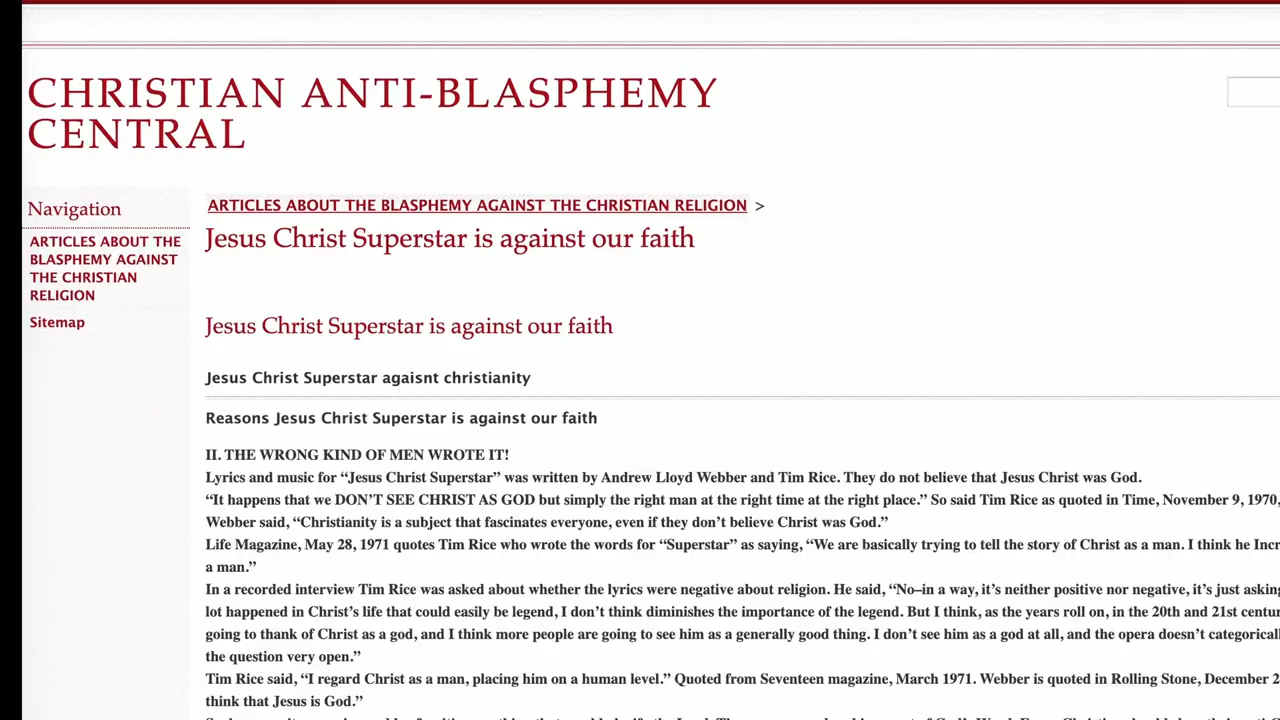 CHRISTIAN ANTI-BLASPHEMY
CENTRAL
Navigation
ARTICLES ABOUT THE
BLASPHEMY AGAINST
THE CHRISTIAN
RELIGION
Sitemap
ARTICLES ABOUT THE BLASPHEMY AGAINST THE CHRISTIAN RELIGION >
Jesus Christ Superstar is against our faith
Jesus Christ Superstar is against our faith
Jesus Christ Superstar agaisnt christianity
Reasons Jesus Christ Superstar is against our faith
II. THE WRONG KIND OF MEN WROTE IT!
Lyrics and music for “Jesus Christ Superstar” was written by Andrew Lloyd Webber and Tim Rice. They do not believe that Jesus Christ was God.
“It happens that we DON’T SEE CHRIST AS GOD but simply the right man at the right time at the right place.” So said Tim Rice as quoted in Time, November 9, 1970,
Webber said, “Christianity is a subject that fascinates everyone, even if they don’t believe Christ was God.”
Life Magazine, May 28, 1971 quotes Tim Rice who wrote the words for “Superstar” as saying, “We are basically trying to tell the story of Christ as a man. I think he Incr
a man.”
In a recorded interview Tim Rice was asked about whether the lyrics were negative about religion. He said, “No–in a way, it’s neither positive nor negative, it’s just asking
lot happened in Christ’s life that could easily be legend, I don’t think diminishes the importance of the legend. But I think, as the years roll on, in the 20th and 21st centur
going to thank of Christ as a god, and I think more people are going to see him as a generally good thing. I don’t see him as a god at all, and the opera doesn’t categorical
the question very open.”
Tim Rice said, “I regard Christ as a man, placing him on a human level.” Quoted from Seventeen magazine, March 1971. Webber is quoted in Rolling Stone, December 2
think that Jesus is God.”